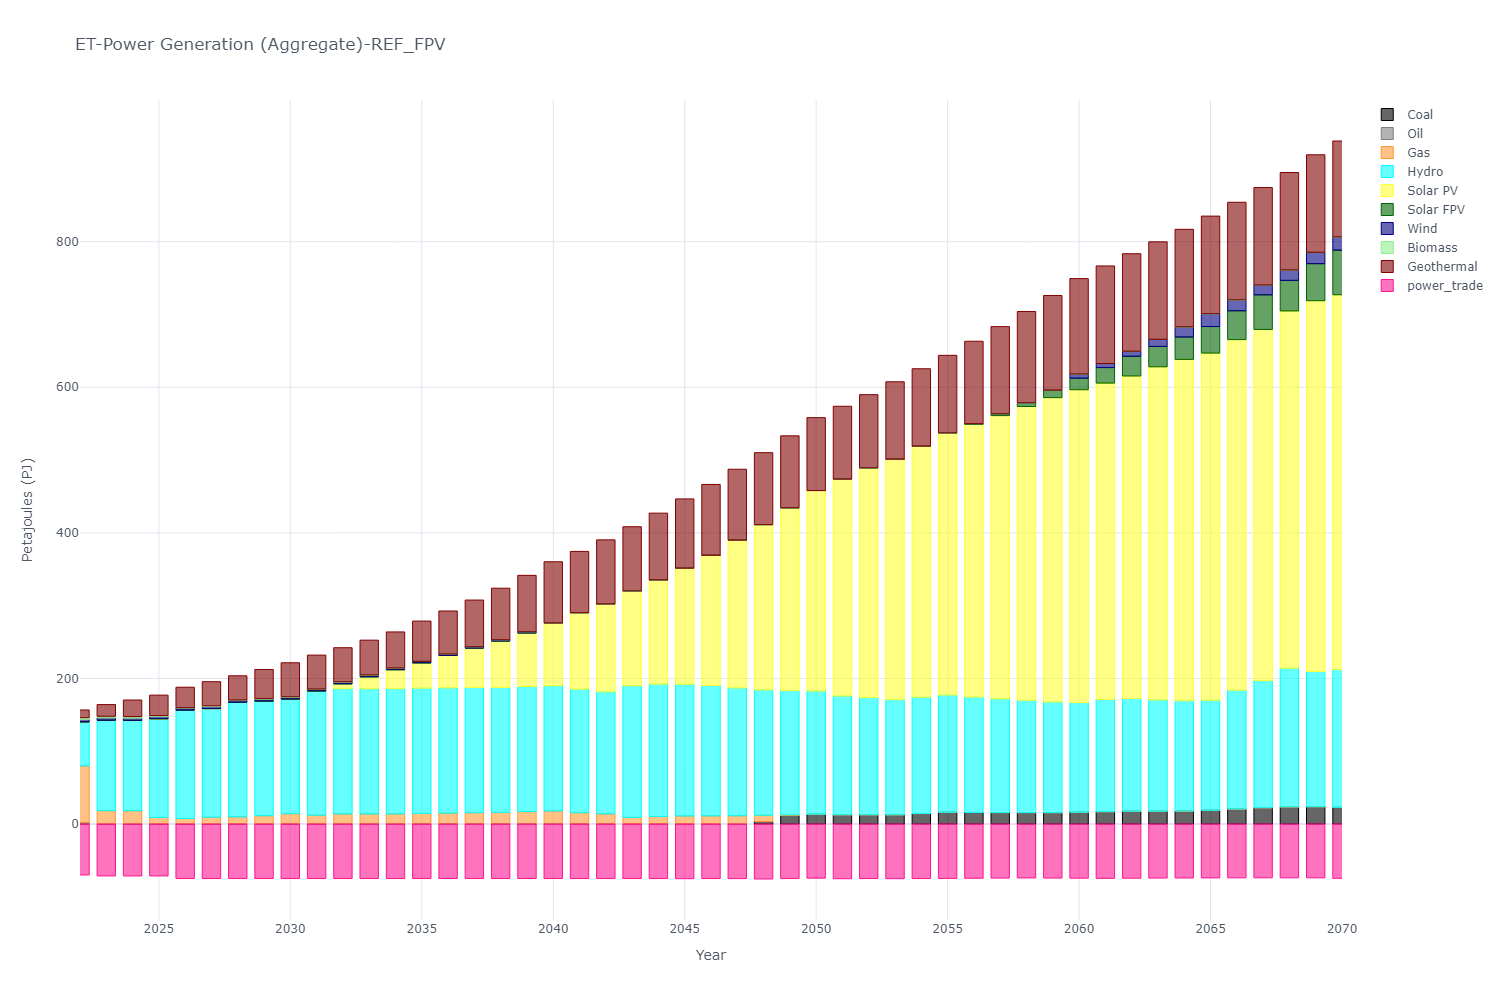 ET-Power Generation (Aggregate)-REF_FPV
Petajoules (PJ)
800
600
400
200
0
2025
2030
2035
2040
2045
2050
2055
2060
2065
2070
Year
Coal
Oil
Gas
Hydro
Solar PV
Solar FPV
Wind
Biomass
Geothermal
power_trade